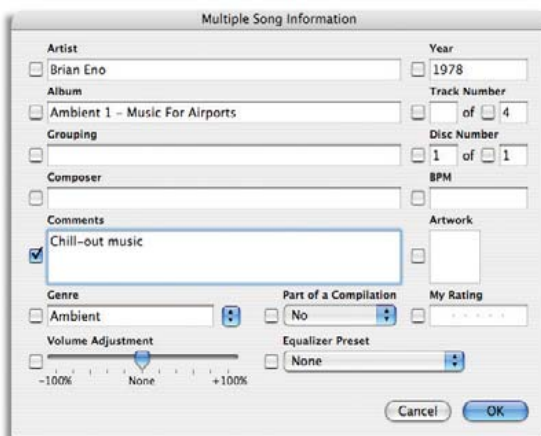 Multiple Song Information
Artist
Year
Brian Eno
1978
Album
Track Number
Ambient 1 – Music For Airports
of
4
Grouping
Disc Number
1 of 1
Composer
BPM
Comments
Artwork
Chill-out music
Genre
Part of a Compilation
My Rating
Ambient
No
Volume Adjustment
Equalizer Preset
None
-100%
None
+100%
Cancel
OK